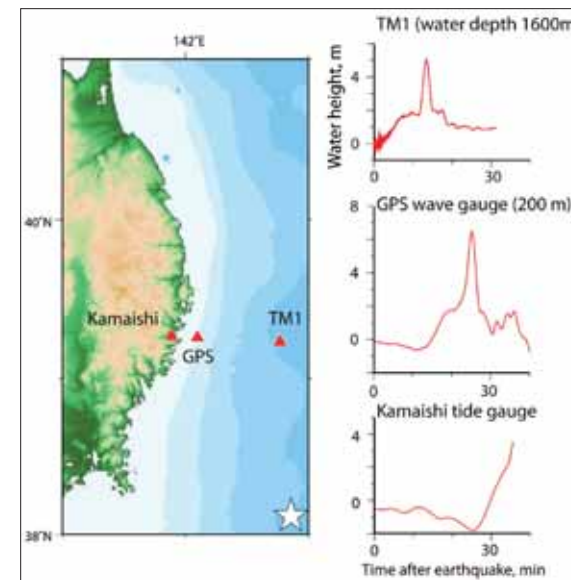 142°E
40°N
38°N
Kamaishi
GPS
TM1
TM1 (water depth 1600m
Water height, m
4
0
0
30
GPS wave gauge (200 m)
8
4
0
0
30
Kamaishi tide gauge
4
0
0
30
Time after earthquake, min